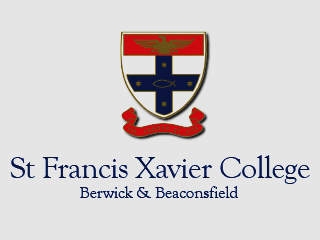 St Francis Xavier College
Berwick & Beaconsfield